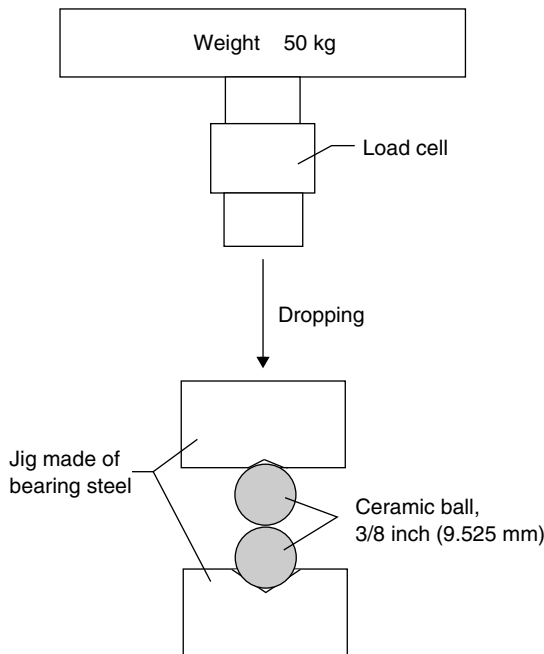 Weight 50 kg
Load cell
Dropping
Jig made of
bearing steel
Ceramic ball,
3/8 inch (9.525 mm)